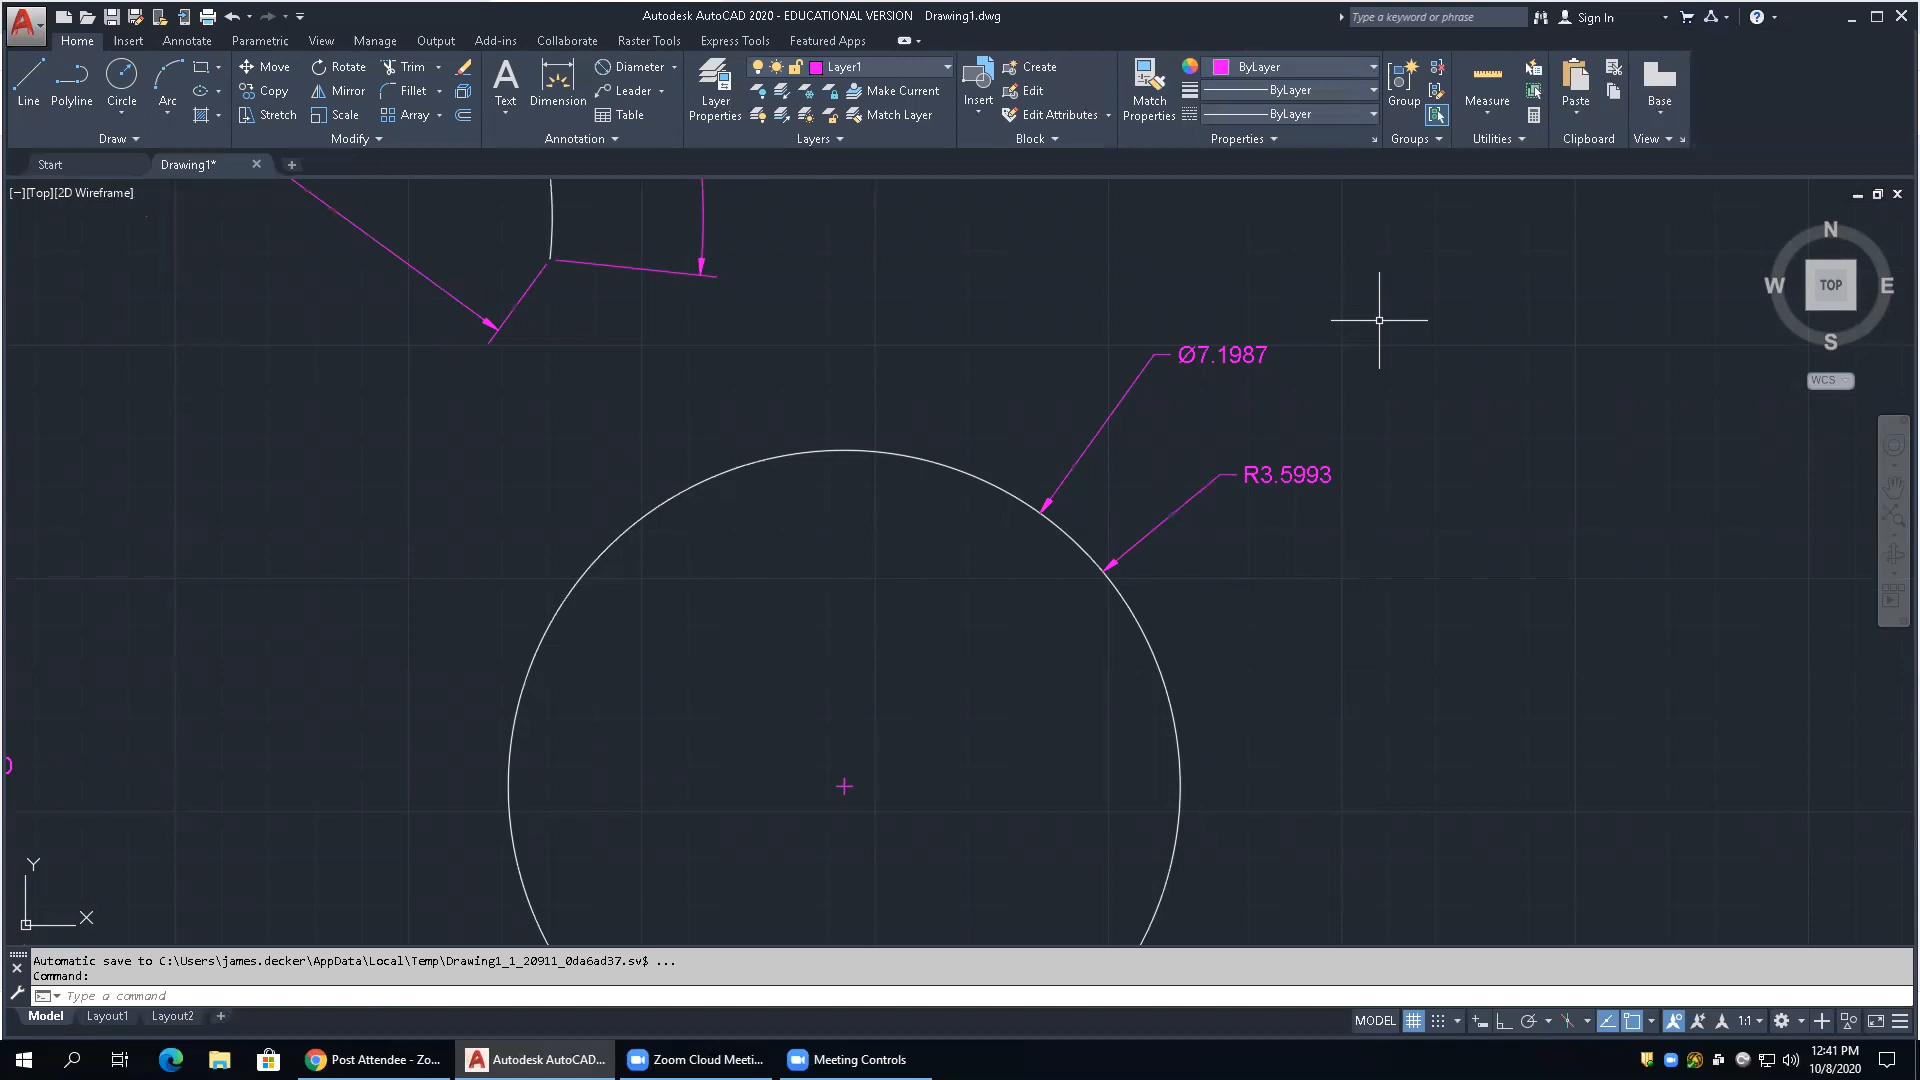 Autodesk AutoCAD 2020 - EDUCATIONAL VERSION Drawing1.dwg
Type a keyword or phrase
Sign In
Home Insert Annotate Parametric View Manage Output Add-ins Collaborate Raster Tools Express Tools Featured Apps
Line Polyline Circle Arc
Move Rotate Trim
Copy Mirror Fillet
Stretch Scale Array
Text Dimension
Diameter
Leader
Table
Layer Properties
Layer1
Make Current
Match Layer
Insert
Create
Edit
Edit Attributes
Match Properties
ByLayer
ByLayer
ByLayer
Group
Measure
Paste
Base
Draw Modify Annotation Layers Block Properties Groups Utilities Clipboard View
Start Drawing1*
[−][Top][2D Wireframe]
N
W TOP E
S
WCS
Ø7.1987
R3.5993
Y
X
Automatic save to C:\Users\james.decker\AppData\Local\Temp\Drawing1_1_20911_0da6ad37.sv$ ...
Command:
Type a command
Model Layout1 Layout2
MODEL 1:1
Post Attendee - Zo... Autodesk AutoCAD... Zoom Cloud Meeti... Meeting Controls
12:41 PM
10/8/2020